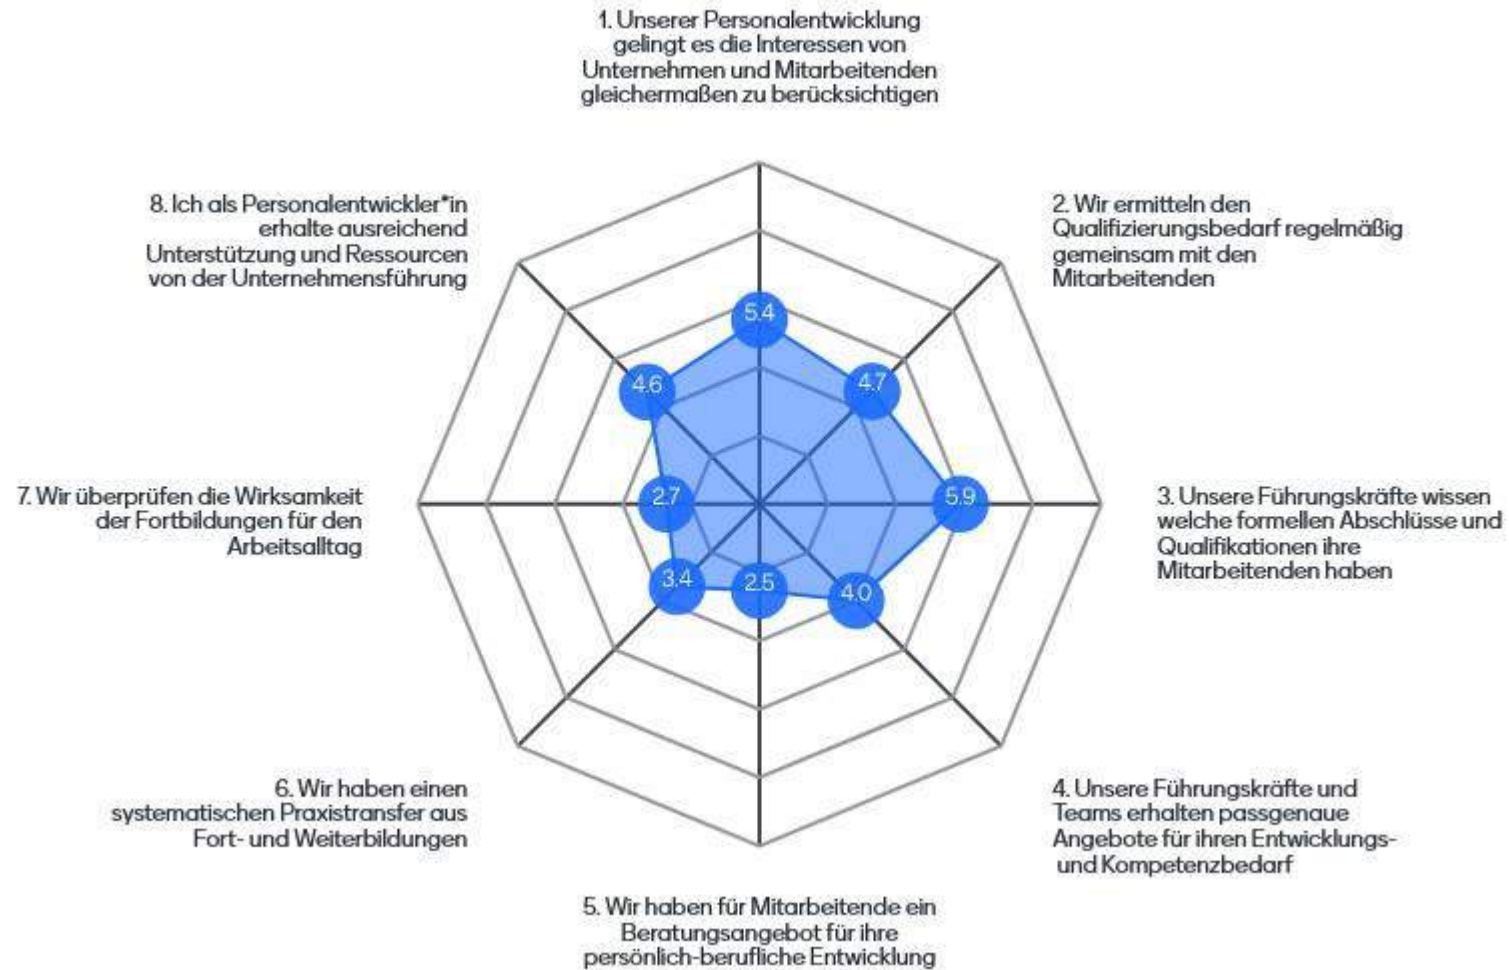 1. Unserer Personalentwicklung
gelingt es die Interessen von
Unternehmen und Mitarbeitenden
gleichermaßen zu berücksichtigen
2. Wir ermitteln den
Qualifizierungsbedarf regelmäßig
gemeinsam mit den
Mitarbeitenden
3. Unsere Führungskräfte wissen
welche formellen Abschlüsse und
Qualifikationen ihre
Mitarbeitenden haben
4. Unsere Führungskräfte und
Teams erhalten passgenaue
Angebote für ihren Entwicklungs-
und Kompetenzbedarf
5. Wir haben für Mitarbeitende ein
Beratungsangebot für ihre
persönlich-berufliche Entwicklung
6. Wir haben einen
systematischen Praxistransfer aus
Fort- und Weiterbildungen
7. Wir überprüfen die Wirksamkeit
der Fortbildungen für den
Arbeitsalltag
8. Ich als Personalentwickler*in
erhalte ausreichend
Unterstützung und Ressourcen
von der Unternehmensführung
5.4
4.7
5.9
4.0
2.5
3.4
2.7
4.6